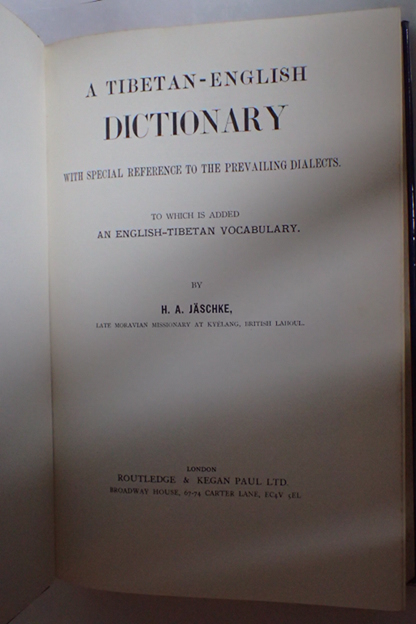 A TIBETAN-ENGLISH
DICTIONARY
WITH SPECIAL REFERENCE TO THE PREVAILING DIALECTS.
TO WHICH IS ADDED
AN ENGLISH-TIBETAN VOCABULARY.
BY
H. A. JÄSCHKE,
LATE MORAVIAN MISSIONARY AT KYÉLANG, BRITISH LAHOUL.
LONDON
ROUTLEDGE & KEGAN PAUL LTD.
BROADWAY HOUSE, 67-74 CARTER LANE, EC4V 5EL